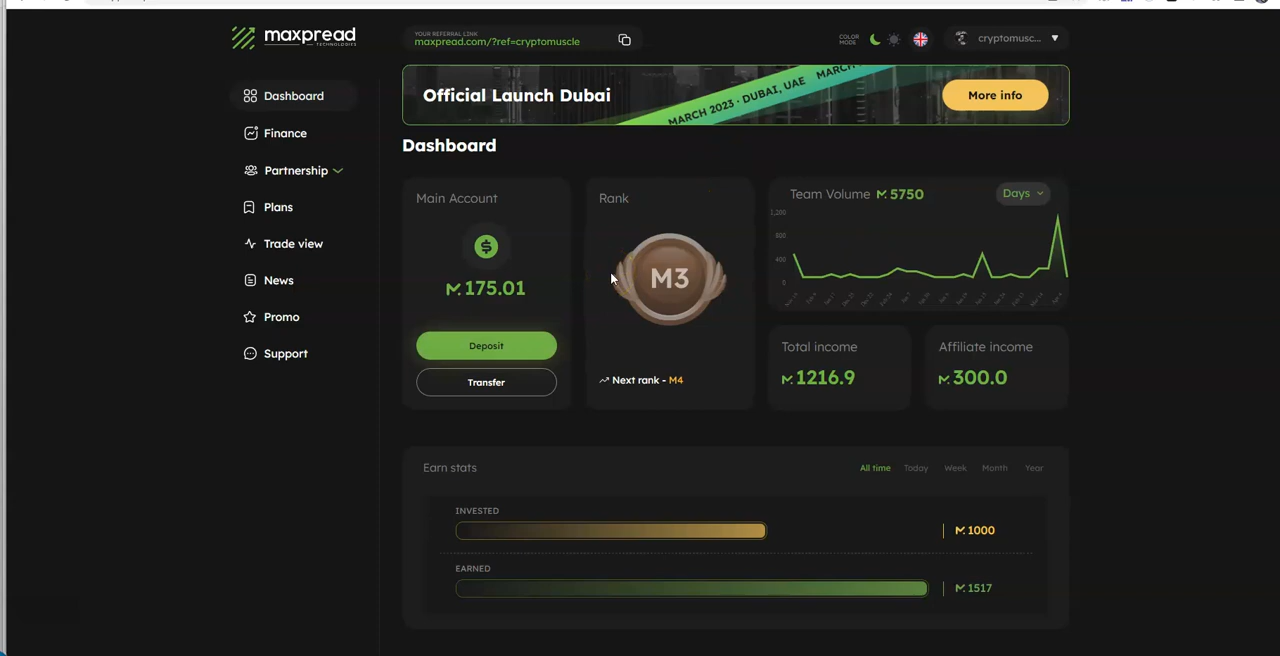 maxpread
TECHNOLOGIES
YOUR REFERRAL LINK
maxpread.com/?ref=cryptomuscle
COLOR
MODE
cryptomusc...
Dashboard
Finance
Partnership
Plans
Trade view
News
Promo
Support
Official Launch Dubai
MARCH 2023 · DUBAI, UAE
MARCH
More info
Dashboard
Main Account
175.01
Deposit
Transfer
Rank
M3
Next rank - M4
Team Volume 5750
Days
1,200
800
400
0
Total income
1216.9
Affiliate income
300.0
Earn stats
All time Today Week Month Year
INVESTED
1000
EARNED
1517